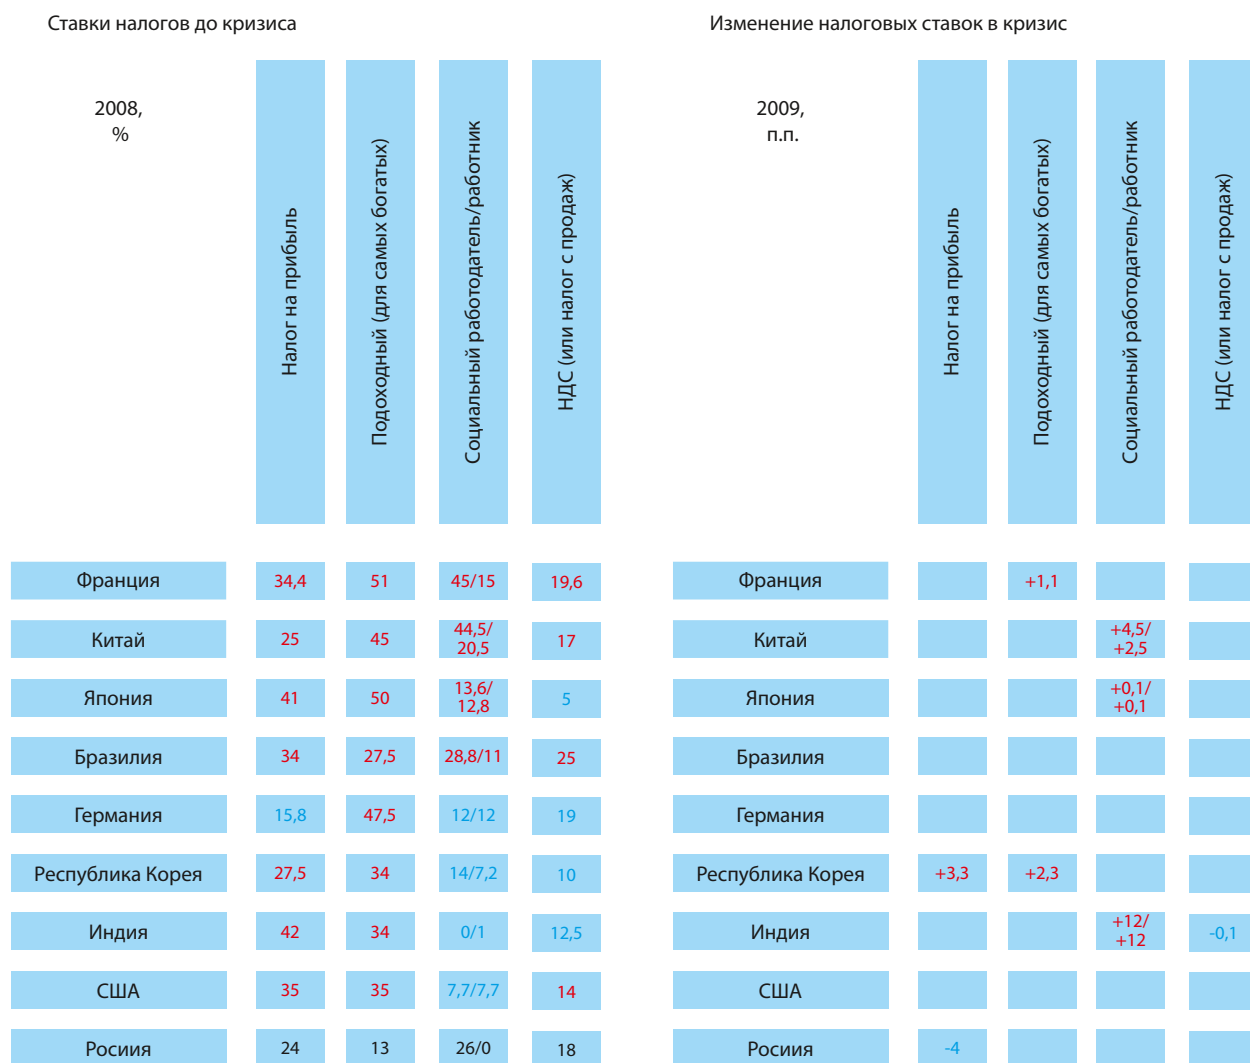 Ставки налогов до кризиса
2008,
%
Налог на прибыль
Подоходный (для самых богатых)
Социальный работодатель/работник
НДС (или налог с продаж)
Франция 34,4 51 45/15 19,6
Китай 25 45 44,5/
20,5 17
Япония 41 50 13,6/
12,8 5
Бразилия 34 27,5 28,8/11 25
Германия 15,8 47,5 12/12 19
Республика Корея 27,5 34 14/7,2 10
Индия 42 34 0/1 12,5
США 35 35 7,7/7,7 14
Росиия 24 13 26/0 18
Изменение налоговых ставок в кризис
2009,
п.п.
Налог на прибыль
Подоходный (для самых богатых)
Социальный работодатель/работник
НДС (или налог с продаж)
Франция +1,1
Китай +4,5/
+2,5
Япония +0,1/
+0,1
Бразилия
Германия
Республика Корея +3,3 +2,3
Индия +12/
+12 -0,1
США
Росиия -4